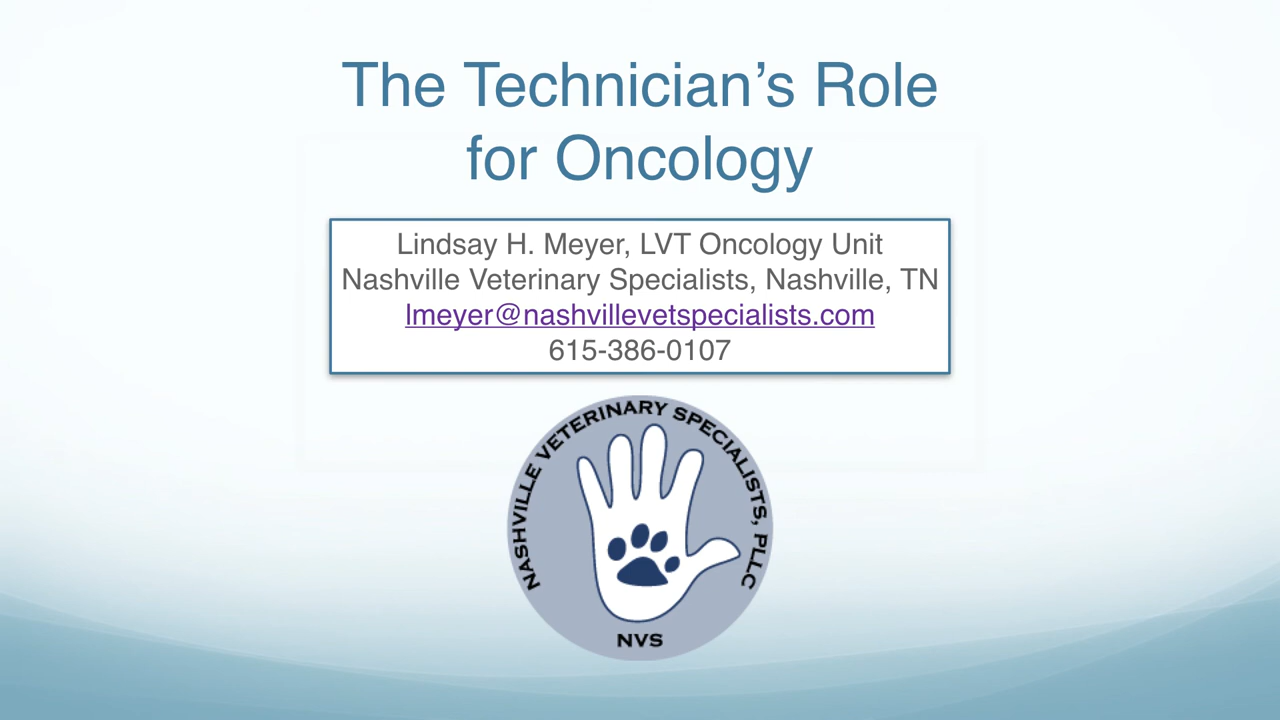 The Technician’s Role
for Oncology
Lindsay H. Meyer, LVT Oncology Unit
Nashville Veterinary Specialists, Nashville, TN
lmeyer@nashvillevetspecialists.com
615-386-0107
NASHVILLE VETERINARY SPECIALISTS, PLLC
NVS